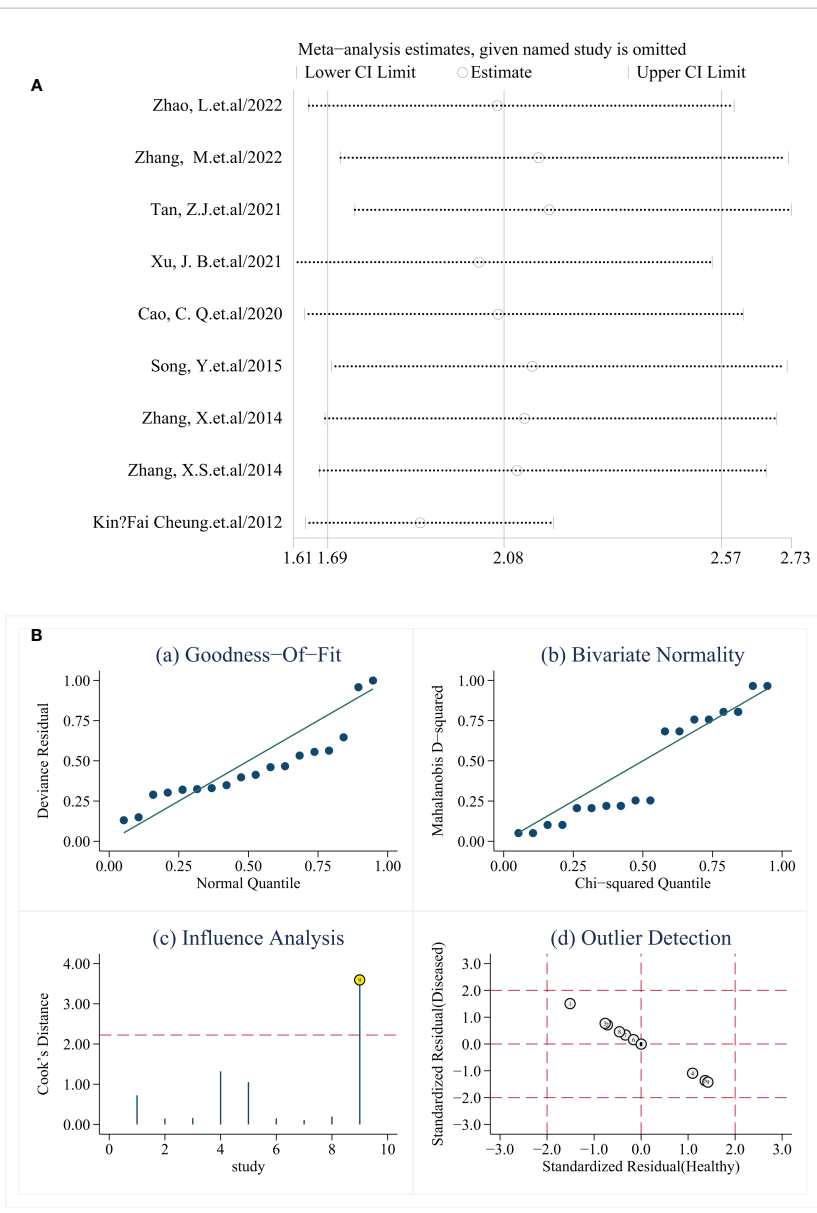 Meta−analysis estimates, given named study is omitted
A
Lower CI Limit Estimate Upper CI Limit
Zhao, L.et.al/2022
Zhang, M.et.al/2022
Tan, Z.J.et.al/2021
Xu, J. B.et.al/2021
Cao, C. Q.et.al/2020
Song, Y.et.al/2015
Zhang, X.et.al/2014
Zhang, X.S.et.al/2014
Kin?Fai Cheung.et.al/2012
1.61 1.69 2.08 2.57 2.73
B
(a) Goodness−Of−Fit
Deviance Residual
1.00
0.75
0.50
0.25
0.00
0.00 0.25 0.50 0.75 1.00
Normal Quantile
(b) Bivariate Normality
Mahalanobis D−squared
1.00
0.75
0.50
0.25
0.00
0.00 0.25 0.50 0.75 1.00
Chi−squared Quantile
(c) Influence Analysis
Cook's Distance
4.00
3.00
2.00
1.00
0.00
9
0 2 4 6 8 10
study
(d) Outlier Detection
Standardized Residual(Diseased)
3.0
2.0
1.0
0.0
−1.0
−2.0
−3.0
1
4
−3.0 −2.0 −1.0 0.0 1.0 2.0 3.0
Standardized Residual(Healthy)